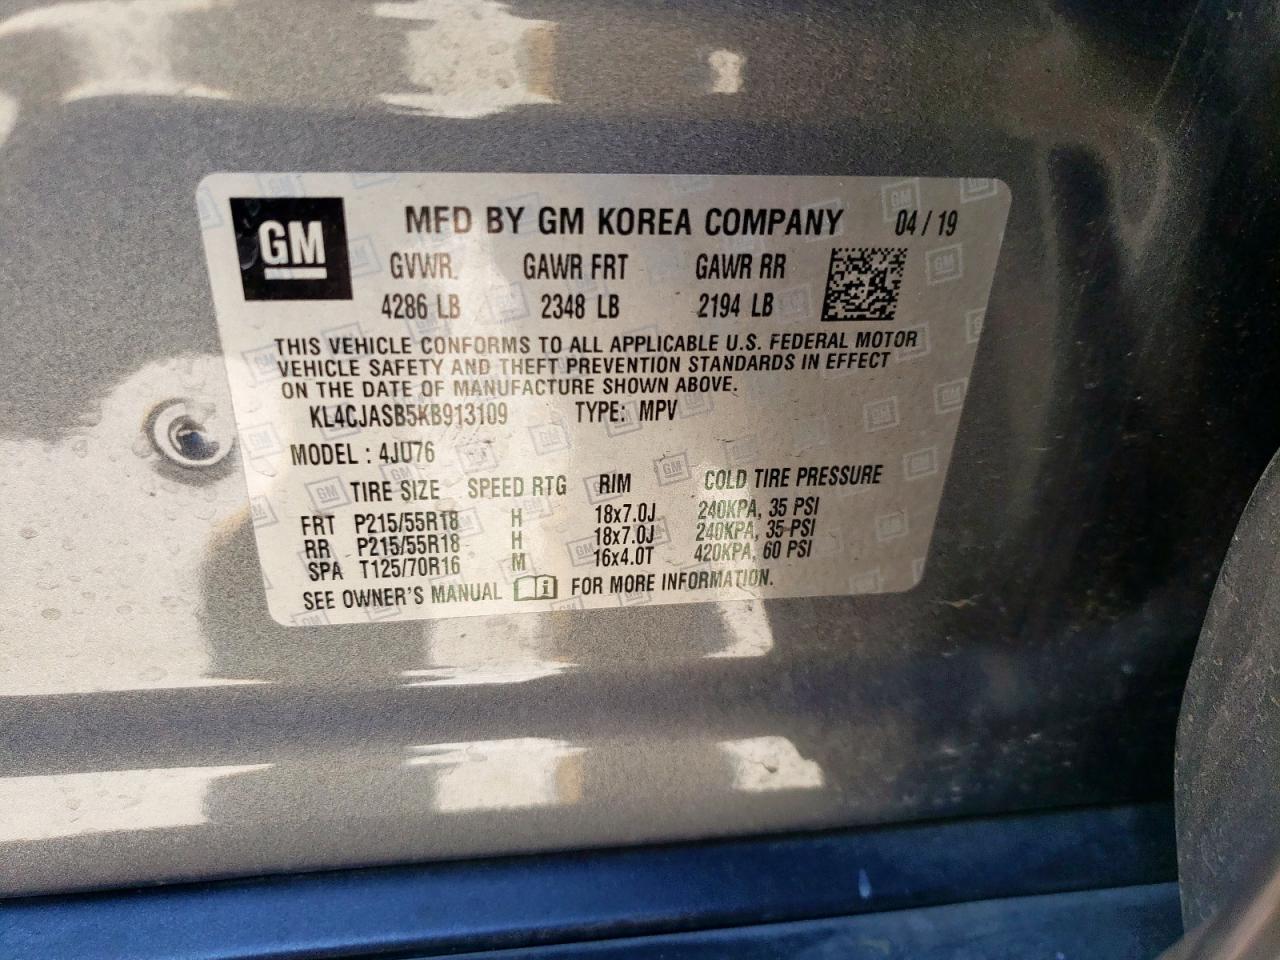 GM MFD BY GM KOREA COMPANY 04 / 19
GVWR. GAWR FRT GAWR RR
4286 LB 2348 LB 2194 LB
THIS VEHICLE CONFORMS TO ALL APPLICABLE U.S. FEDERAL MOTOR
VEHICLE SAFETY AND THEFT PREVENTION STANDARDS IN EFFECT
ON THE DATE OF MANUFACTURE SHOWN ABOVE.
KL4CJASB5KB913109 TYPE: MPV
MODEL : 4JU76
TIRE SIZE SPEED RTG RIM COLD TIRE PRESSURE
FRT P215/55R18 H 18x7.0J 240KPA, 35 PSI
RR P215/55R18 H 18x7.0J 240KPA, 35 PSI
SPA T125/70R16 M 16x4.0T 420KPA, 60 PSI
SEE OWNER'S MANUAL i FOR MORE INFORMATION.